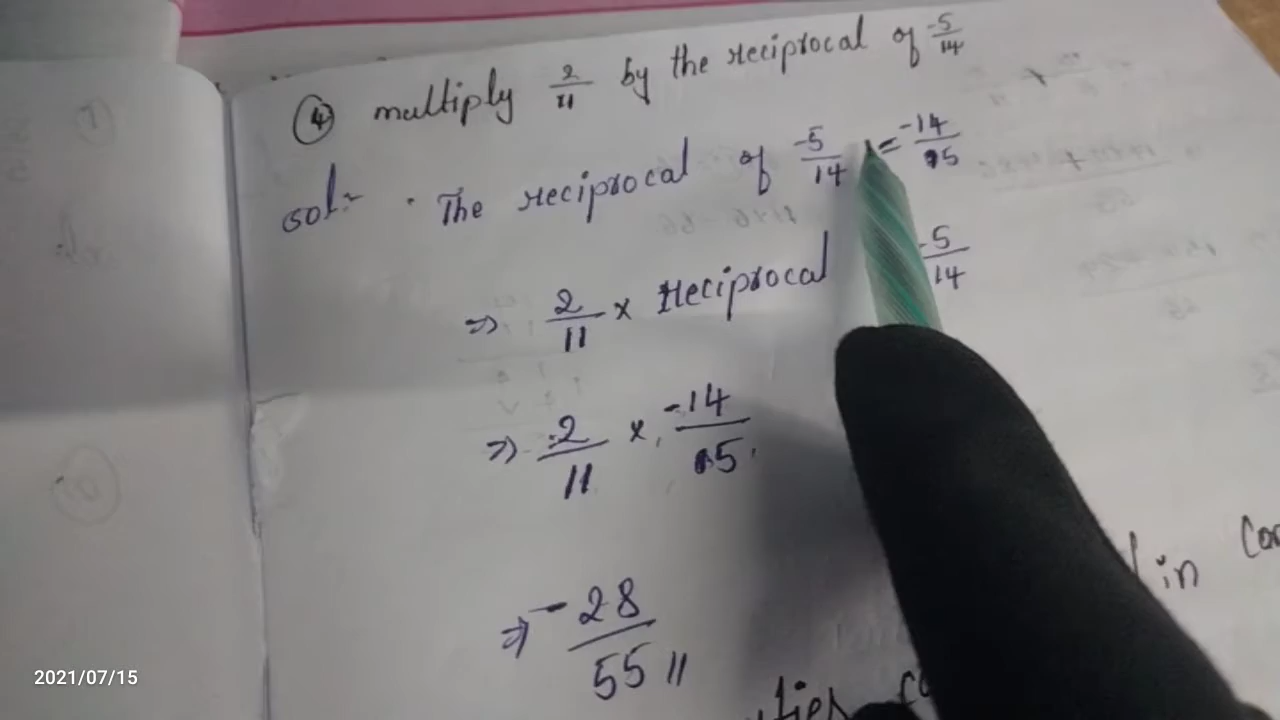 ④ multiply 2/11 by the reciprocal of -5/14
sol:- The reciprocal of -5/14 = -14/5
⇒ 2/11 × Reciprocal -5/14
⇒ 2/11 × -14/5
⇒ -28/55 ||
in
2021/07/15